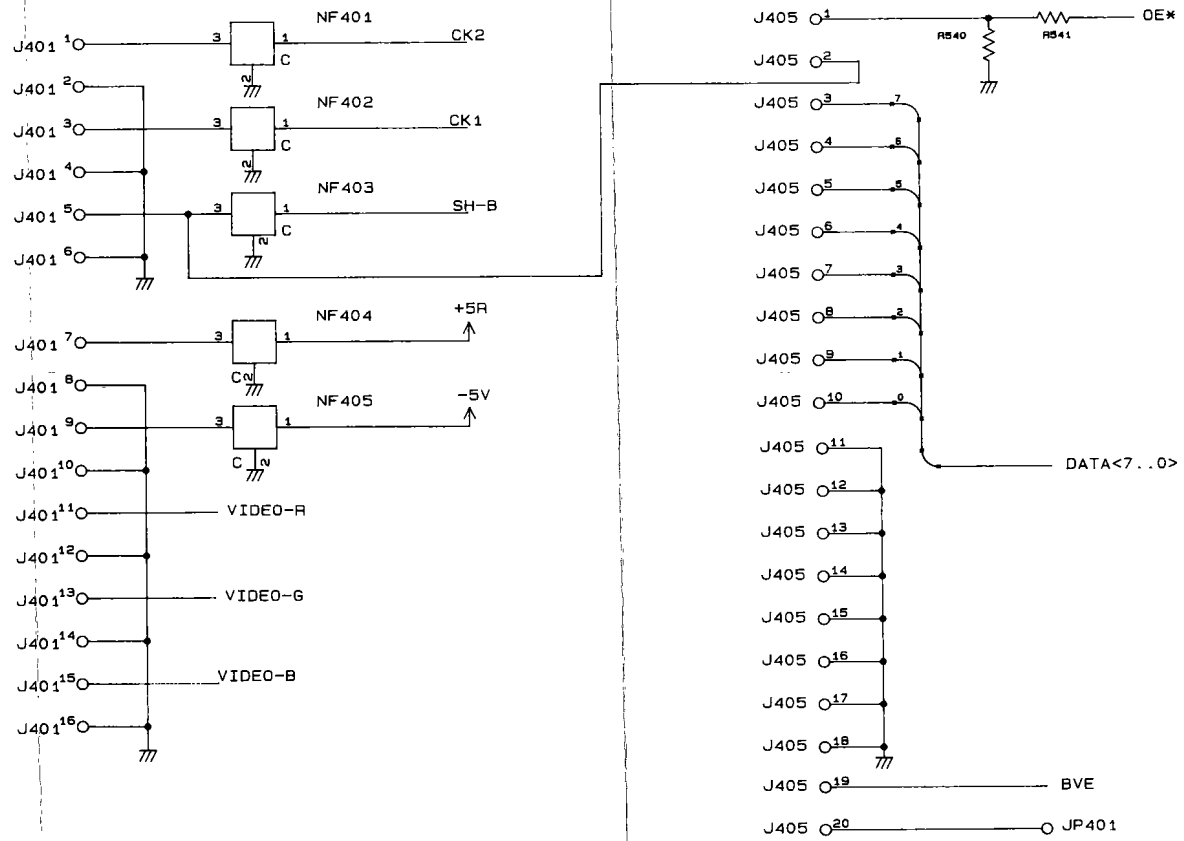 NF401
J401 1 3 1 CK2
C
2
J401 2
NF402
J401 3 3 1 CK1
C
2
J401 4
NF403
J401 5 3 1 SH-B
C
2
J401 6
NF404
+5R
J401 7 3 1
C 2
J401 8
NF405
-5V
J401 9 3 1
C 2
J401 10
J401 11 VIDEO-R
J401 12
J401 13 VIDEO-G
J401 14
J401 15 VIDEO-B
J401 16
J405 1 OE*
R540 R541
J405 2
J405 3 7
J405 4 6
J405 5 5
J405 6 4
J405 7 3
J405 8 2
J405 9 1
J405 10 0
J405 11
DATA<7..0>
J405 12
J405 13
J405 14
J405 15
J405 16
J405 17
J405 18
J405 19 BVE
J405 20 JP401